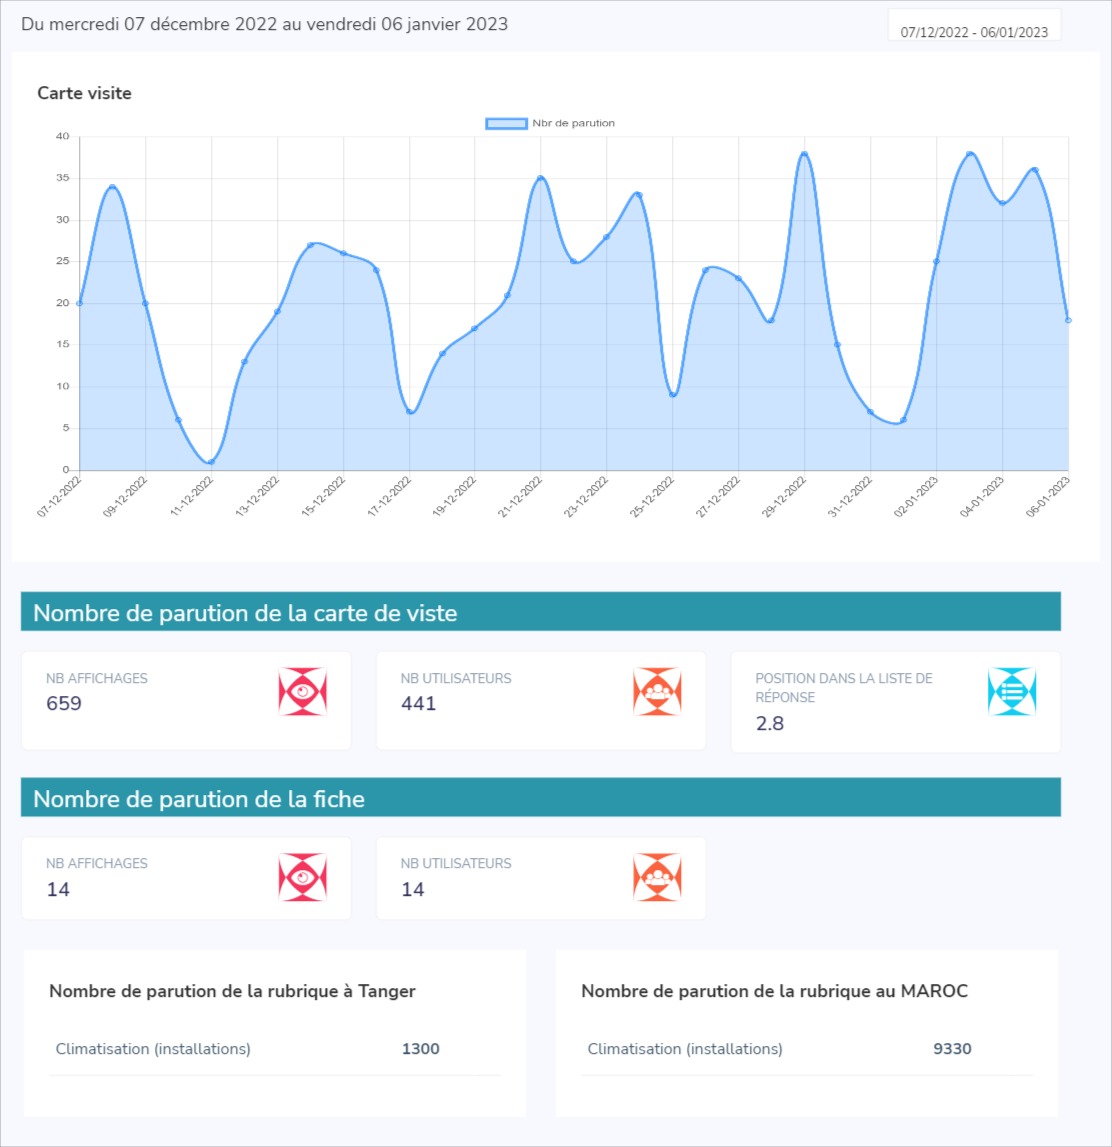 Du mercredi 07 décembre 2022 au vendredi 06 janvier 2023
07/12/2022 - 06/01/2023
Carte visite
Nbr de parution
40
35
30
25
20
15
10
5
0
07-12-2022
09-12-2022
11-12-2022
13-12-2022
15-12-2022
17-12-2022
19-12-2022
21-12-2022
23-12-2022
25-12-2022
27-12-2022
29-12-2022
31-12-2022
02-01-2023
04-01-2023
06-01-2023
Nombre de parution de la carte de viste
NB AFFICHAGES
659
NB UTILISATEURS
441
POSITION DANS LA LISTE DE
RÉPONSE
2.8
Nombre de parution de la fiche
NB AFFICHAGES
14
NB UTILISATEURS
14
Nombre de parution de la rubrique à Tanger
Climatisation (installations) 1300
Nombre de parution de la rubrique au MAROC
Climatisation (installations) 9330